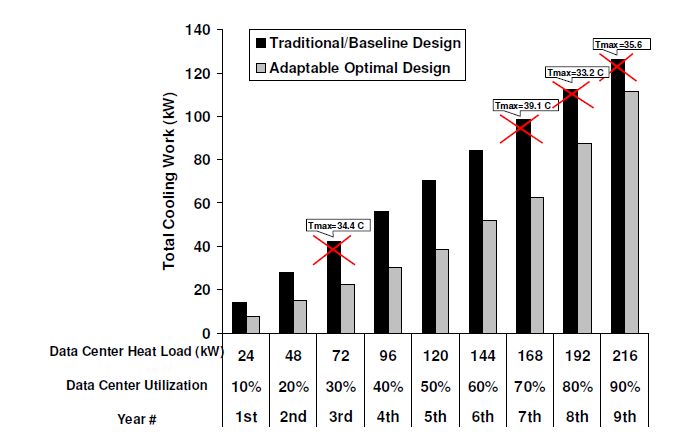 140
Traditional/Baseline Design
Adaptable Optimal Design
Tmax=35.6
120
Tmax=33.2 C
100
Tmax=39.1 C
80
60
Tmax=34.4 C
40
20
0
Total Cooling Work (kW)
Data Center Heat Load (kW) 24 48 72 96 120 144 168 192 216
Data Center Utilization 10% 20% 30% 40% 50% 60% 70% 80% 90%
Year # 1st 2nd 3rd 4th 5th 6th 7th 8th 9th